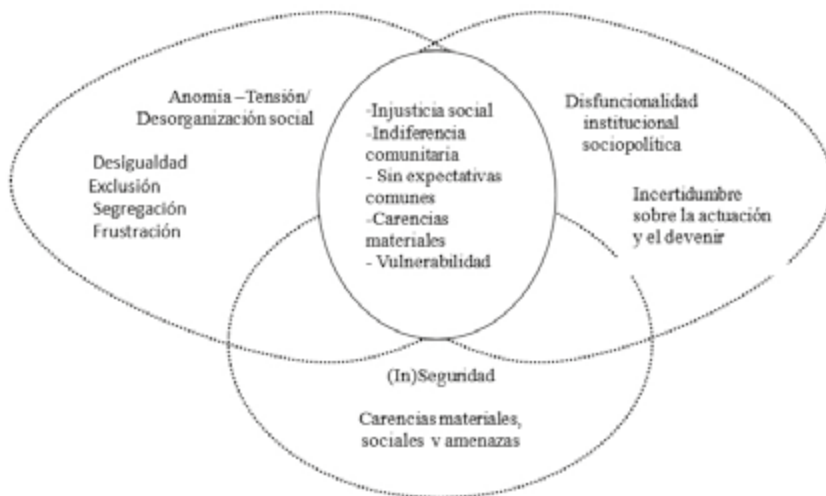 Anomia –Tensión/
Desorganización social
Desigualdad
Exclusión
Segregación
Frustración
-Injusticia social
-Indiferencia
comunitaria
- Sin expectativas
comunes
-Carencias
materiales
- Vulnerabilidad
Disfuncionalidad
institucional
sociopolítica
Incertidumbre
sobre la actuación
y el devenir
(In)Seguridad
Carencias materiales,
sociales y amenazas